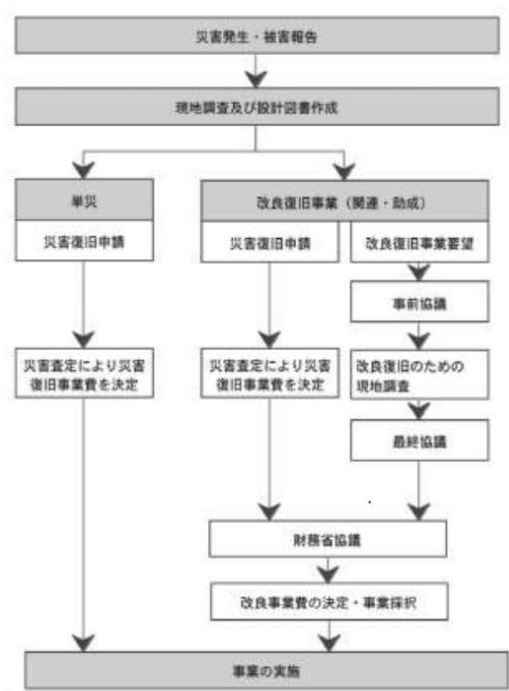 災害発生・被害報告
現地調査及び設計図書作成
単災
災害復旧申請
災害査定により災害
復旧事業費を決定
改良復旧事業（関連・助成）
災害復旧申請
災害査定により災害
復旧事業費を決定
改良復旧事業要望
事前協議
改良復旧のための
現地調査
最終協議
財務省協議
改良事業費の決定・事業採択
事業の実施